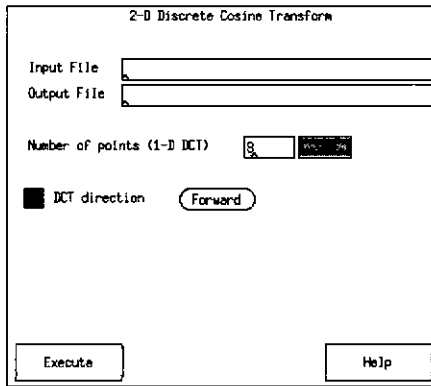 2-D Discrete Cosine Transform
Input File
Output File
Number of points (1-D DCT) 8
DCT direction Forward
Execute Help